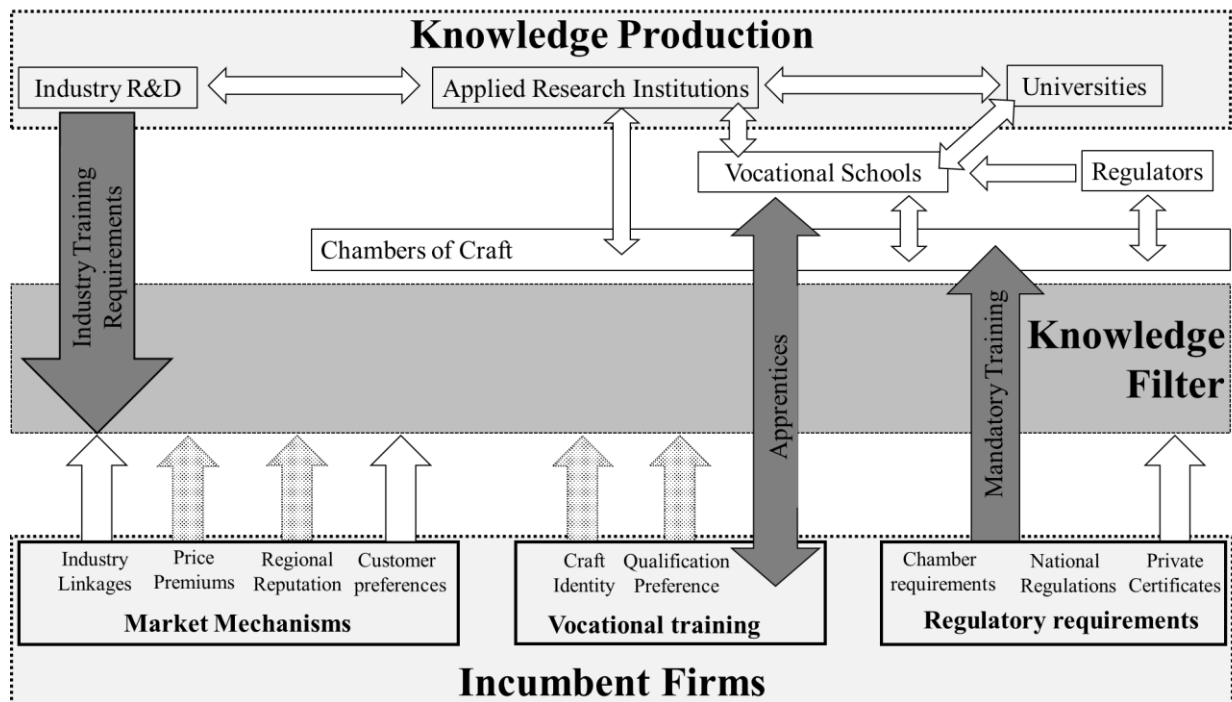 Knowledge Production
Industry R&D
Applied Research Institutions
Universities
Vocational Schools
Regulators
Chambers of Craft
Industry Training
Requirements
Knowledge
Filter
Apprentices
Mandatory Training
Industry
Linkages
Price
Premiums
Regional
Reputation
Customer
preferences
Market Mechanisms
Craft
Identity
Qualification
Preference
Vocational training
Chamber
requirements
National
Regulations
Private
Certificates
Regulatory requirements
Incumbent Firms